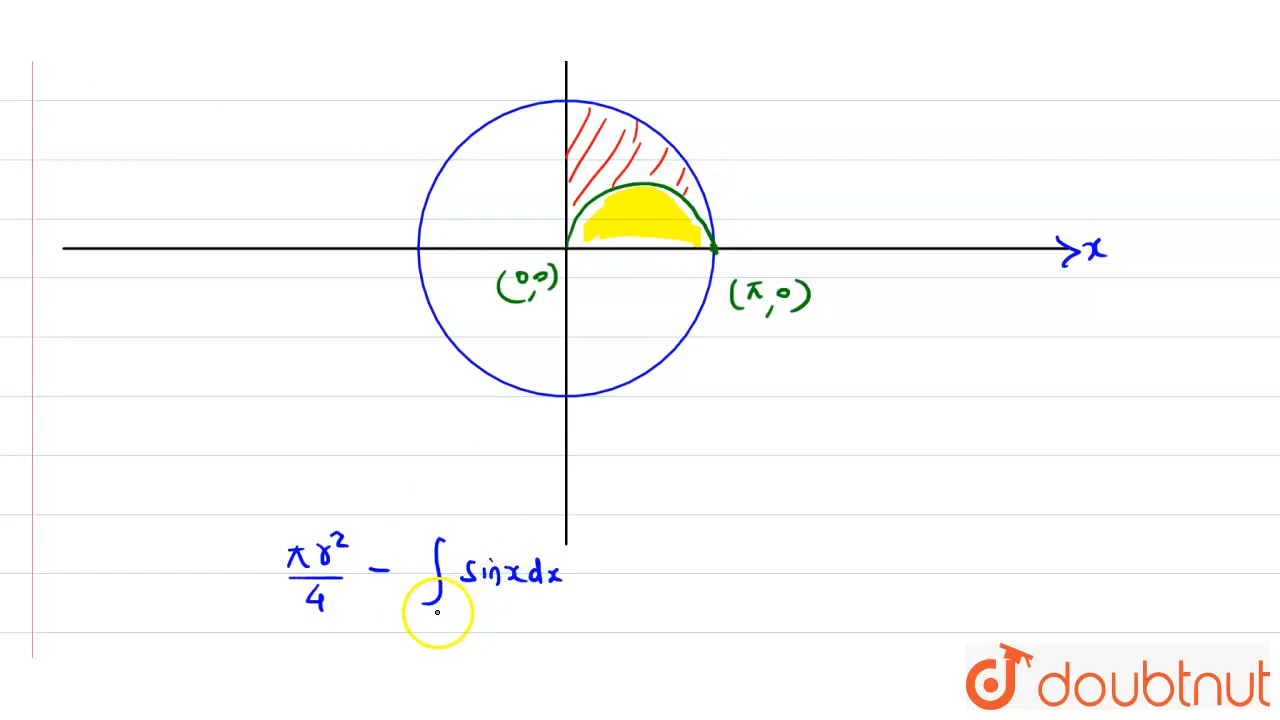 x
(0,0)
(π,0)
πr²/4 - ∫ sinx dx
doubtnut